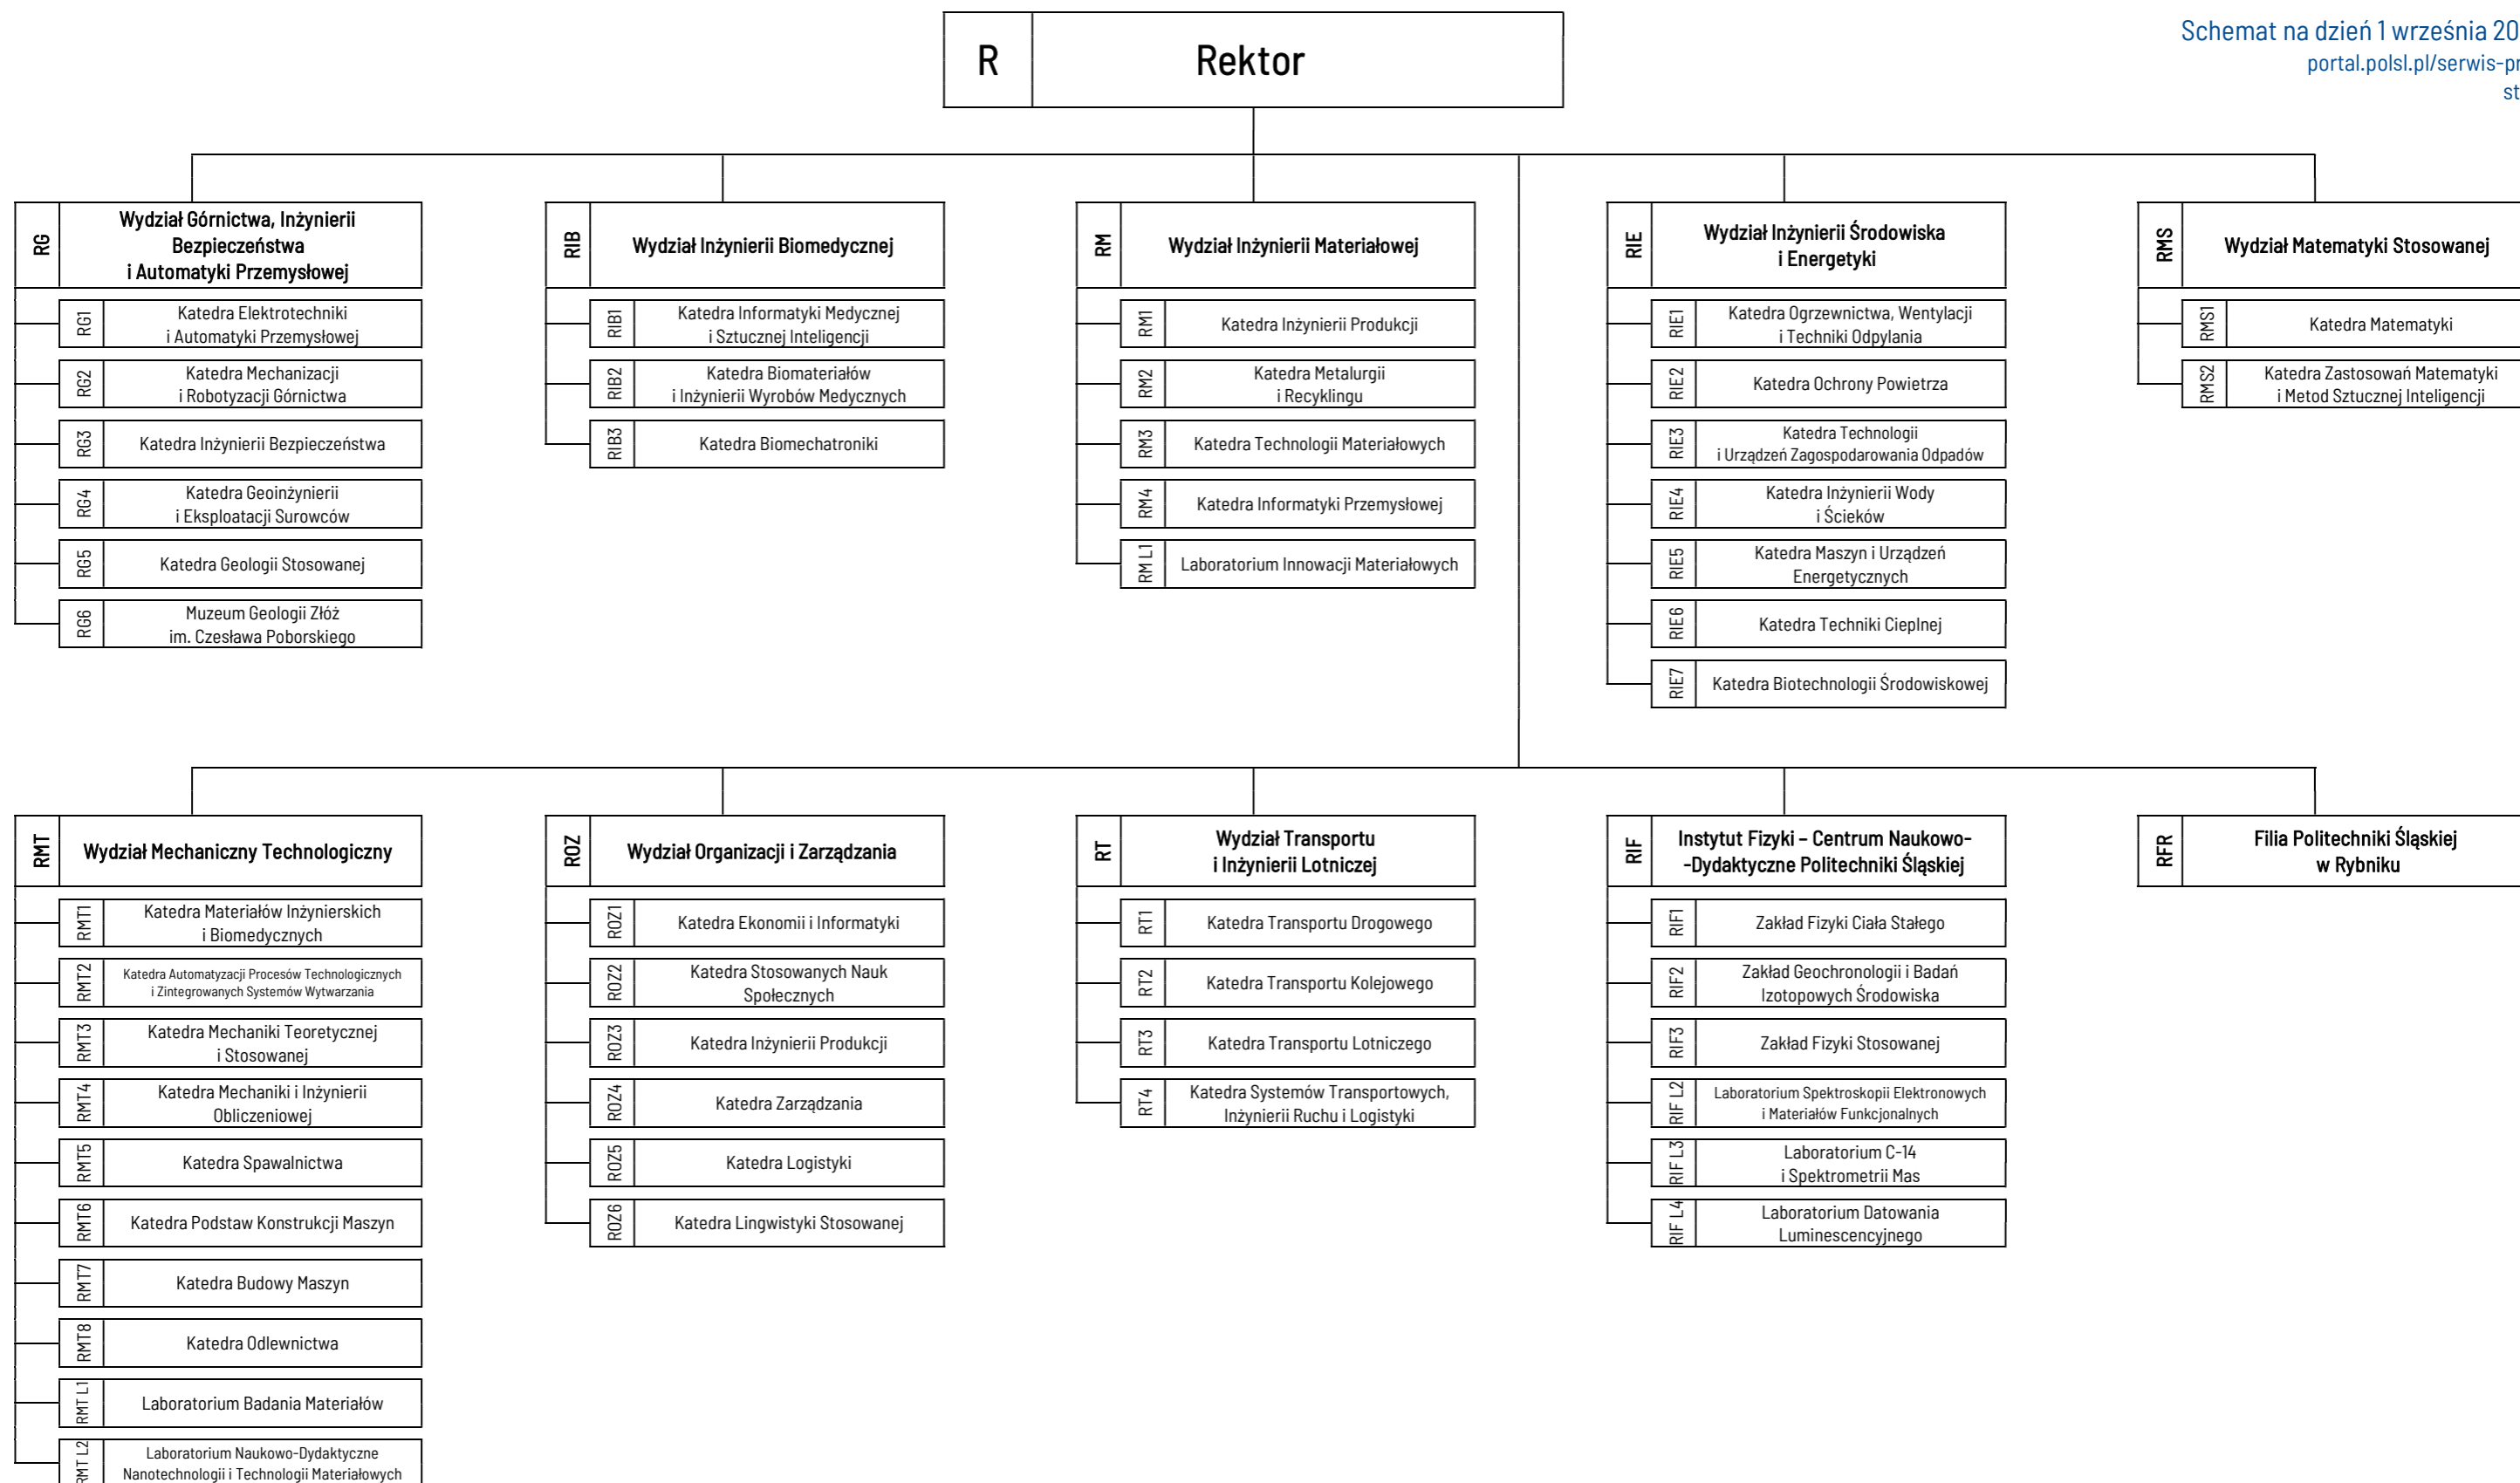 Schemat na dzień 1 września
portal.polsl.pl/
R
Rektor
RG
Wydział Górnictwa, Inżynierii
Bezpieczeństwa
i Automatyki Przemysłowej
RG1
Katedra Elektrotechniki
i Automatyki Przemysłowej
RG2
Katedra Mechanizacji
i Robotyzacji Górnictwa
RG3
Katedra Inżynierii Bezpieczeństwa
RG4
Katedra Geoinżynierii
i Eksploatacji Surowców
RG5
Katedra Geologii Stosowanej
RG6
Muzeum Geologii Złóż
im. Czesława Poborskiego
RIB
Wydział Inżynierii Biomedycznej
RIB1
Katedra Informatyki Medycznej
i Sztucznej Inteligencji
RIB2
Katedra Biomateriałów
i Inżynierii Wyrobów Medycznych
RIB3
Katedra Biomechatroniki
RM
Wydział Inżynierii Materiałowej
RM1
Katedra Inżynierii Produkcji
RM2
Katedra Metalurgii
i Recyklingu
RM3
Katedra Technologii Materiałowych
RM4
Katedra Informatyki Przemysłowej
RM L1
Laboratorium Innowacji Materiałowych
RIE
Wydział Inżynierii Środowiska
i Energetyki
RIE1
Katedra Ogrzewnictwa, Wentylacji
i Techniki Odpylania
RIE2
Katedra Ochrony Powietrza
RIE3
Katedra Technologii
i Urządzeń Zagospodarowania Odpadów
RIE4
Katedra Inżynierii Wody
i Ścieków
RIE5
Katedra Maszyn i Urządzeń
Energetycznych
RIE6
Katedra Techniki Cieplnej
RIE7
Katedra Biotechnologii Środowiskowej
RMS
Wydział Matematyki Stosowanej
RMS1
Katedra Matematyki
RMS2
Katedra Zastosowań Matematyki
i Metod Sztucznej Inteligencji
RMT
Wydział Mechaniczny Technologiczny
RMT1
Katedra Materiałów Inżynierskich
i Biomedycznych
RMT2
Katedra Automatyzacji Procesów Technologicznych
i Zintegrowanych Systemów Wytwarzania
RMT3
Katedra Mechaniki Teoretycznej
i Stosowanej
RMT4
Katedra Mechaniki i Inżynierii
Obliczeniowej
RMT5
Katedra Spawalnictwa
RMT6
Katedra Podstaw Konstrukcji Maszyn
RMT7
Katedra Budowy Maszyn
RMT8
Katedra Odlewnictwa
RMT L1
Laboratorium Badania Materiałów
RMT L2
Laboratorium Naukowo-Dydaktyczne
Nanotechnologii i Technologii Materiałowych
ROZ
Wydział Organizacji i Zarządzania
ROZ1
Katedra Ekonomii i Informatyki
ROZ2
Katedra Stosowanych Nauk
Społecznych
ROZ3
Katedra Inżynierii Produkcji
ROZ4
Katedra Zarządzania
ROZ5
Katedra Logistyki
ROZ6
Katedra Lingwistyki Stosowanej
RT
Wydział Transportu
i Inżynierii Lotniczej
RT1
Katedra Transportu Drogowego
RT2
Katedra Transportu Kolejowego
RT3
Katedra Transportu Lotniczego
RT4
Katedra Systemów Transportowych,
Inżynierii Ruchu i Logistyki
RIF
Instytut Fizyki – Centrum Naukowo-
-Dydaktyczne Politechniki Śląskiej
RIF1
Zakład Fizyki Ciała Stałego
RIF2
Zakład Geochronologii i Badań
Izotopowych Środowiska
RIF3
Zakład Fizyki Stosowanej
RIF L2
Laboratorium Spektroskopii Elektronowych
i Materiałów Funkcjonalnych
RIF L3
Laboratorium C-14
i Spektrometrii Mas
RIF L4
Laboratorium Datowania
Luminescencyjnego
RFR
Filia Politechniki Śląskiej
w Rybniku